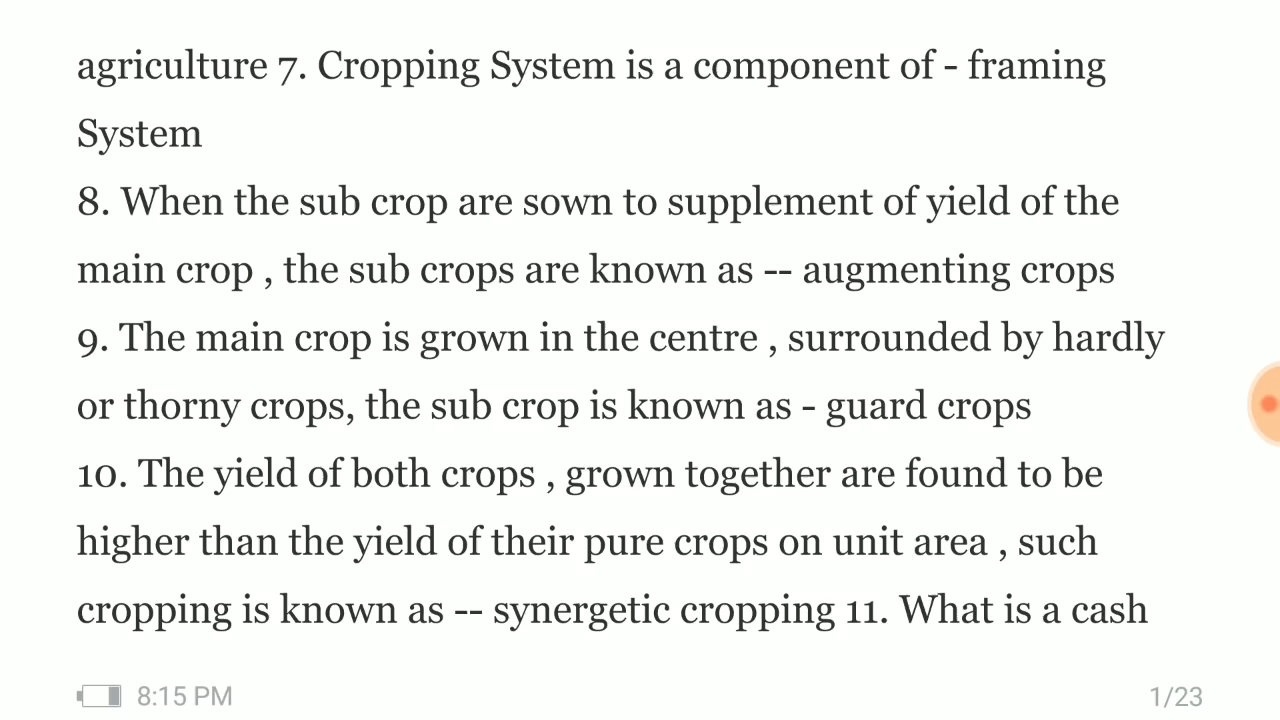 agriculture 7. Cropping System is a component of - framing
System
8. When the sub crop are sown to supplement of yield of the
main crop , the sub crops are known as -- augmenting crops
9. The main crop is grown in the centre , surrounded by hardly
or thorny crops, the sub crop is known as - guard crops
10. The yield of both crops , grown together are found to be
higher than the yield of their pure crops on unit area , such
cropping is known as -- synergetic cropping 11. What is a cash
8:15 PM 1/23